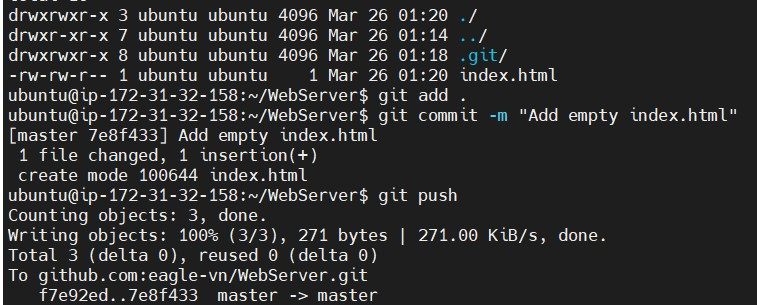 drwxrwxr-x 3 ubuntu ubuntu 4096 Mar 26 01:20 ./
drwxr-xr-x 7 ubuntu ubuntu 4096 Mar 26 01:14 ../
drwxrwxr-x 8 ubuntu ubuntu 4096 Mar 26 01:18 .git/
-rw-rw-r-- 1 ubuntu ubuntu    1 Mar 26 01:20 index.html
ubuntu@ip-172-31-32-158:~/WebServer$ git add .
ubuntu@ip-172-31-32-158:~/WebServer$ git commit -m "Add empty index.html"
[master 7e8f433] Add empty index.html
 1 file changed, 1 insertion(+)
 create mode 100644 index.html
ubuntu@ip-172-31-32-158:~/WebServer$ git push
Counting objects: 3, done.
Writing objects: 100% (3/3), 271 bytes | 271.00 KiB/s, done.
Total 3 (delta 0), reused 0 (delta 0)
To github.com:eagle-vn/WebServer.git
   f7e92ed..7e8f433  master -> master